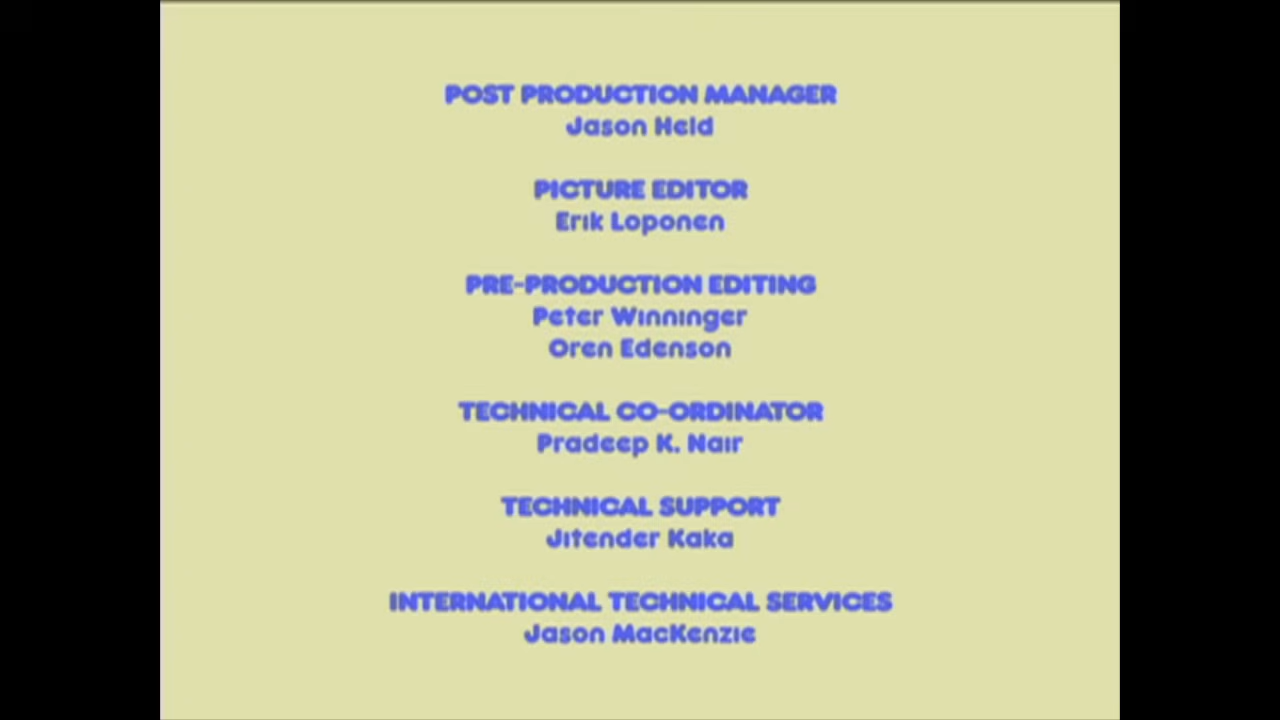 POST PRODUCTION MANAGER
Jason Held
PICTURE EDITOR
Erik Loponen
PRE-PRODUCTION EDITING
Peter Winninger
Oren Edenson
TECHNICAL CO-ORDINATOR
Pradeep K. Nair
TECHNICAL SUPPORT
Jitender Kaka
INTERNATIONAL TECHNICAL SERVICES
Jason MacKenzie